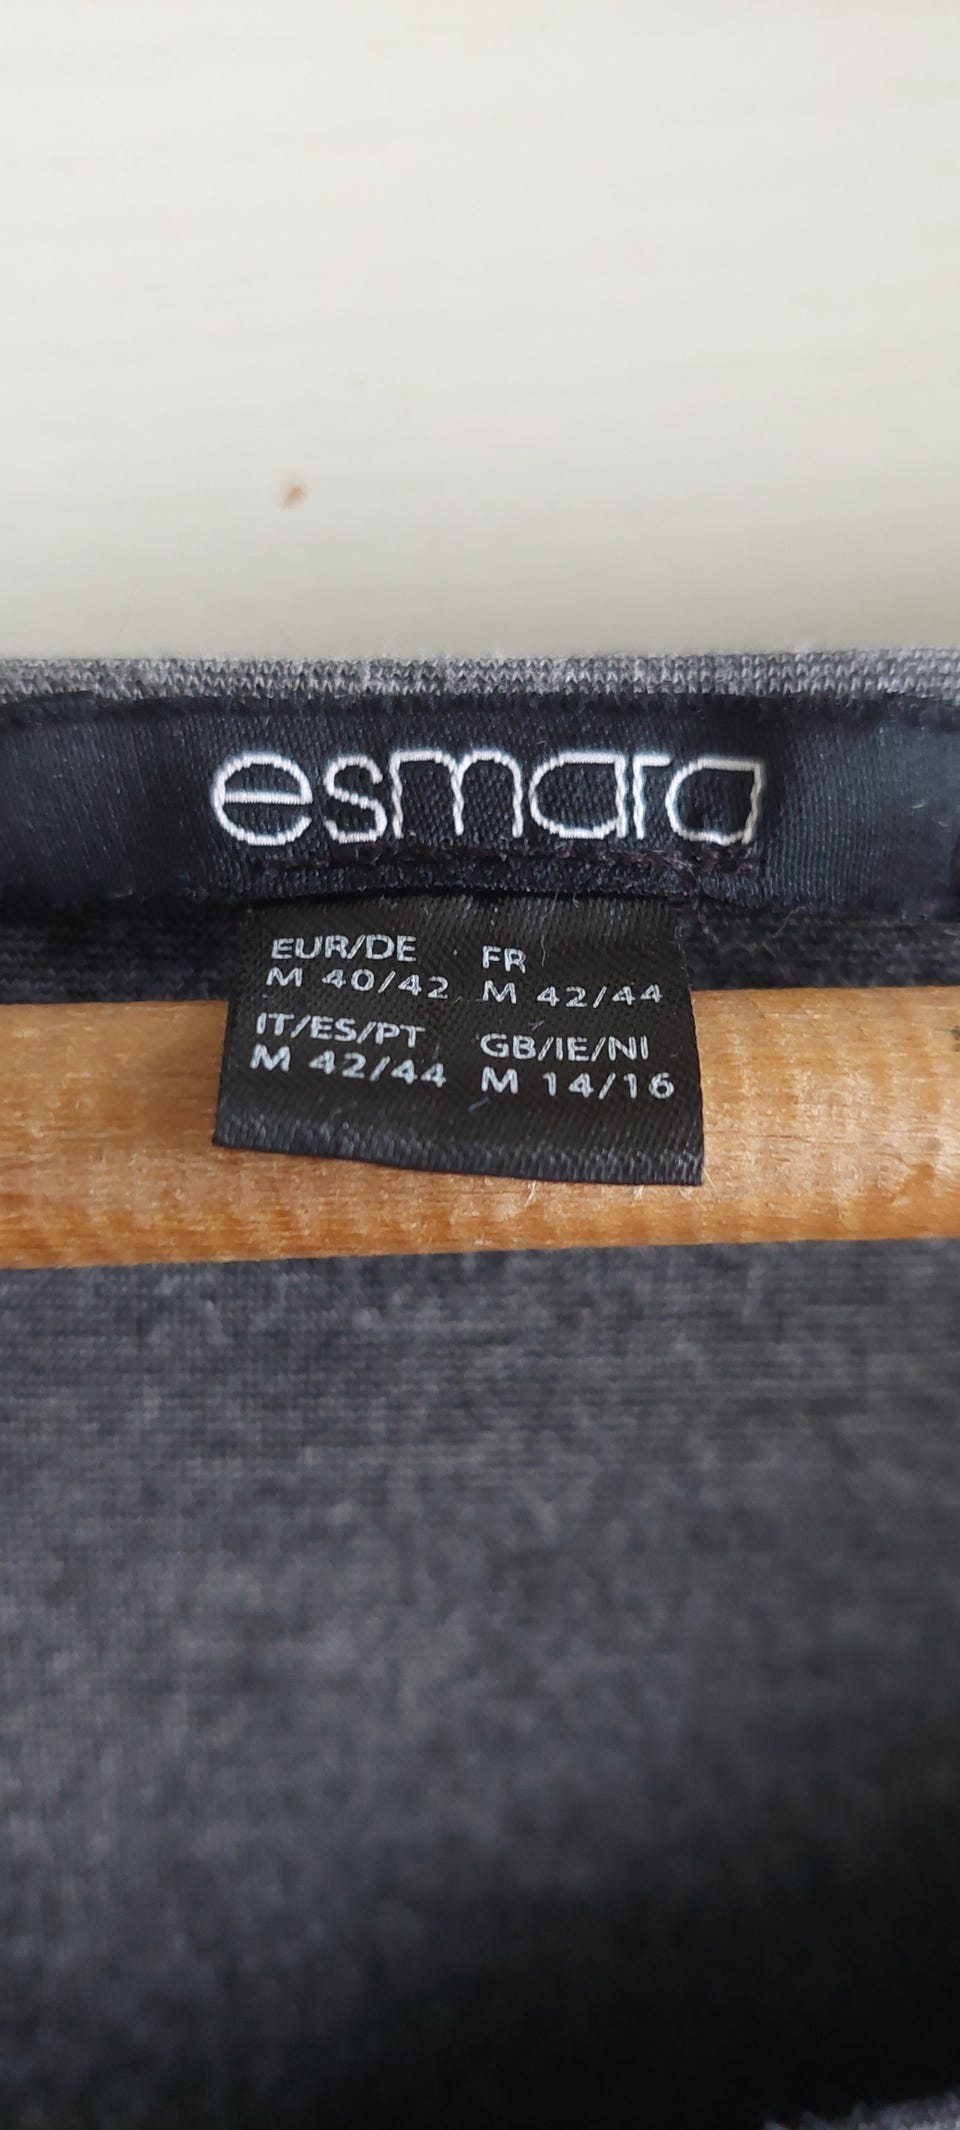 esmara
EUR/DE
M 40/42
FR
M 42/44
IT/ES/PT
M 42/44
GB/IE/NI
M 14/16